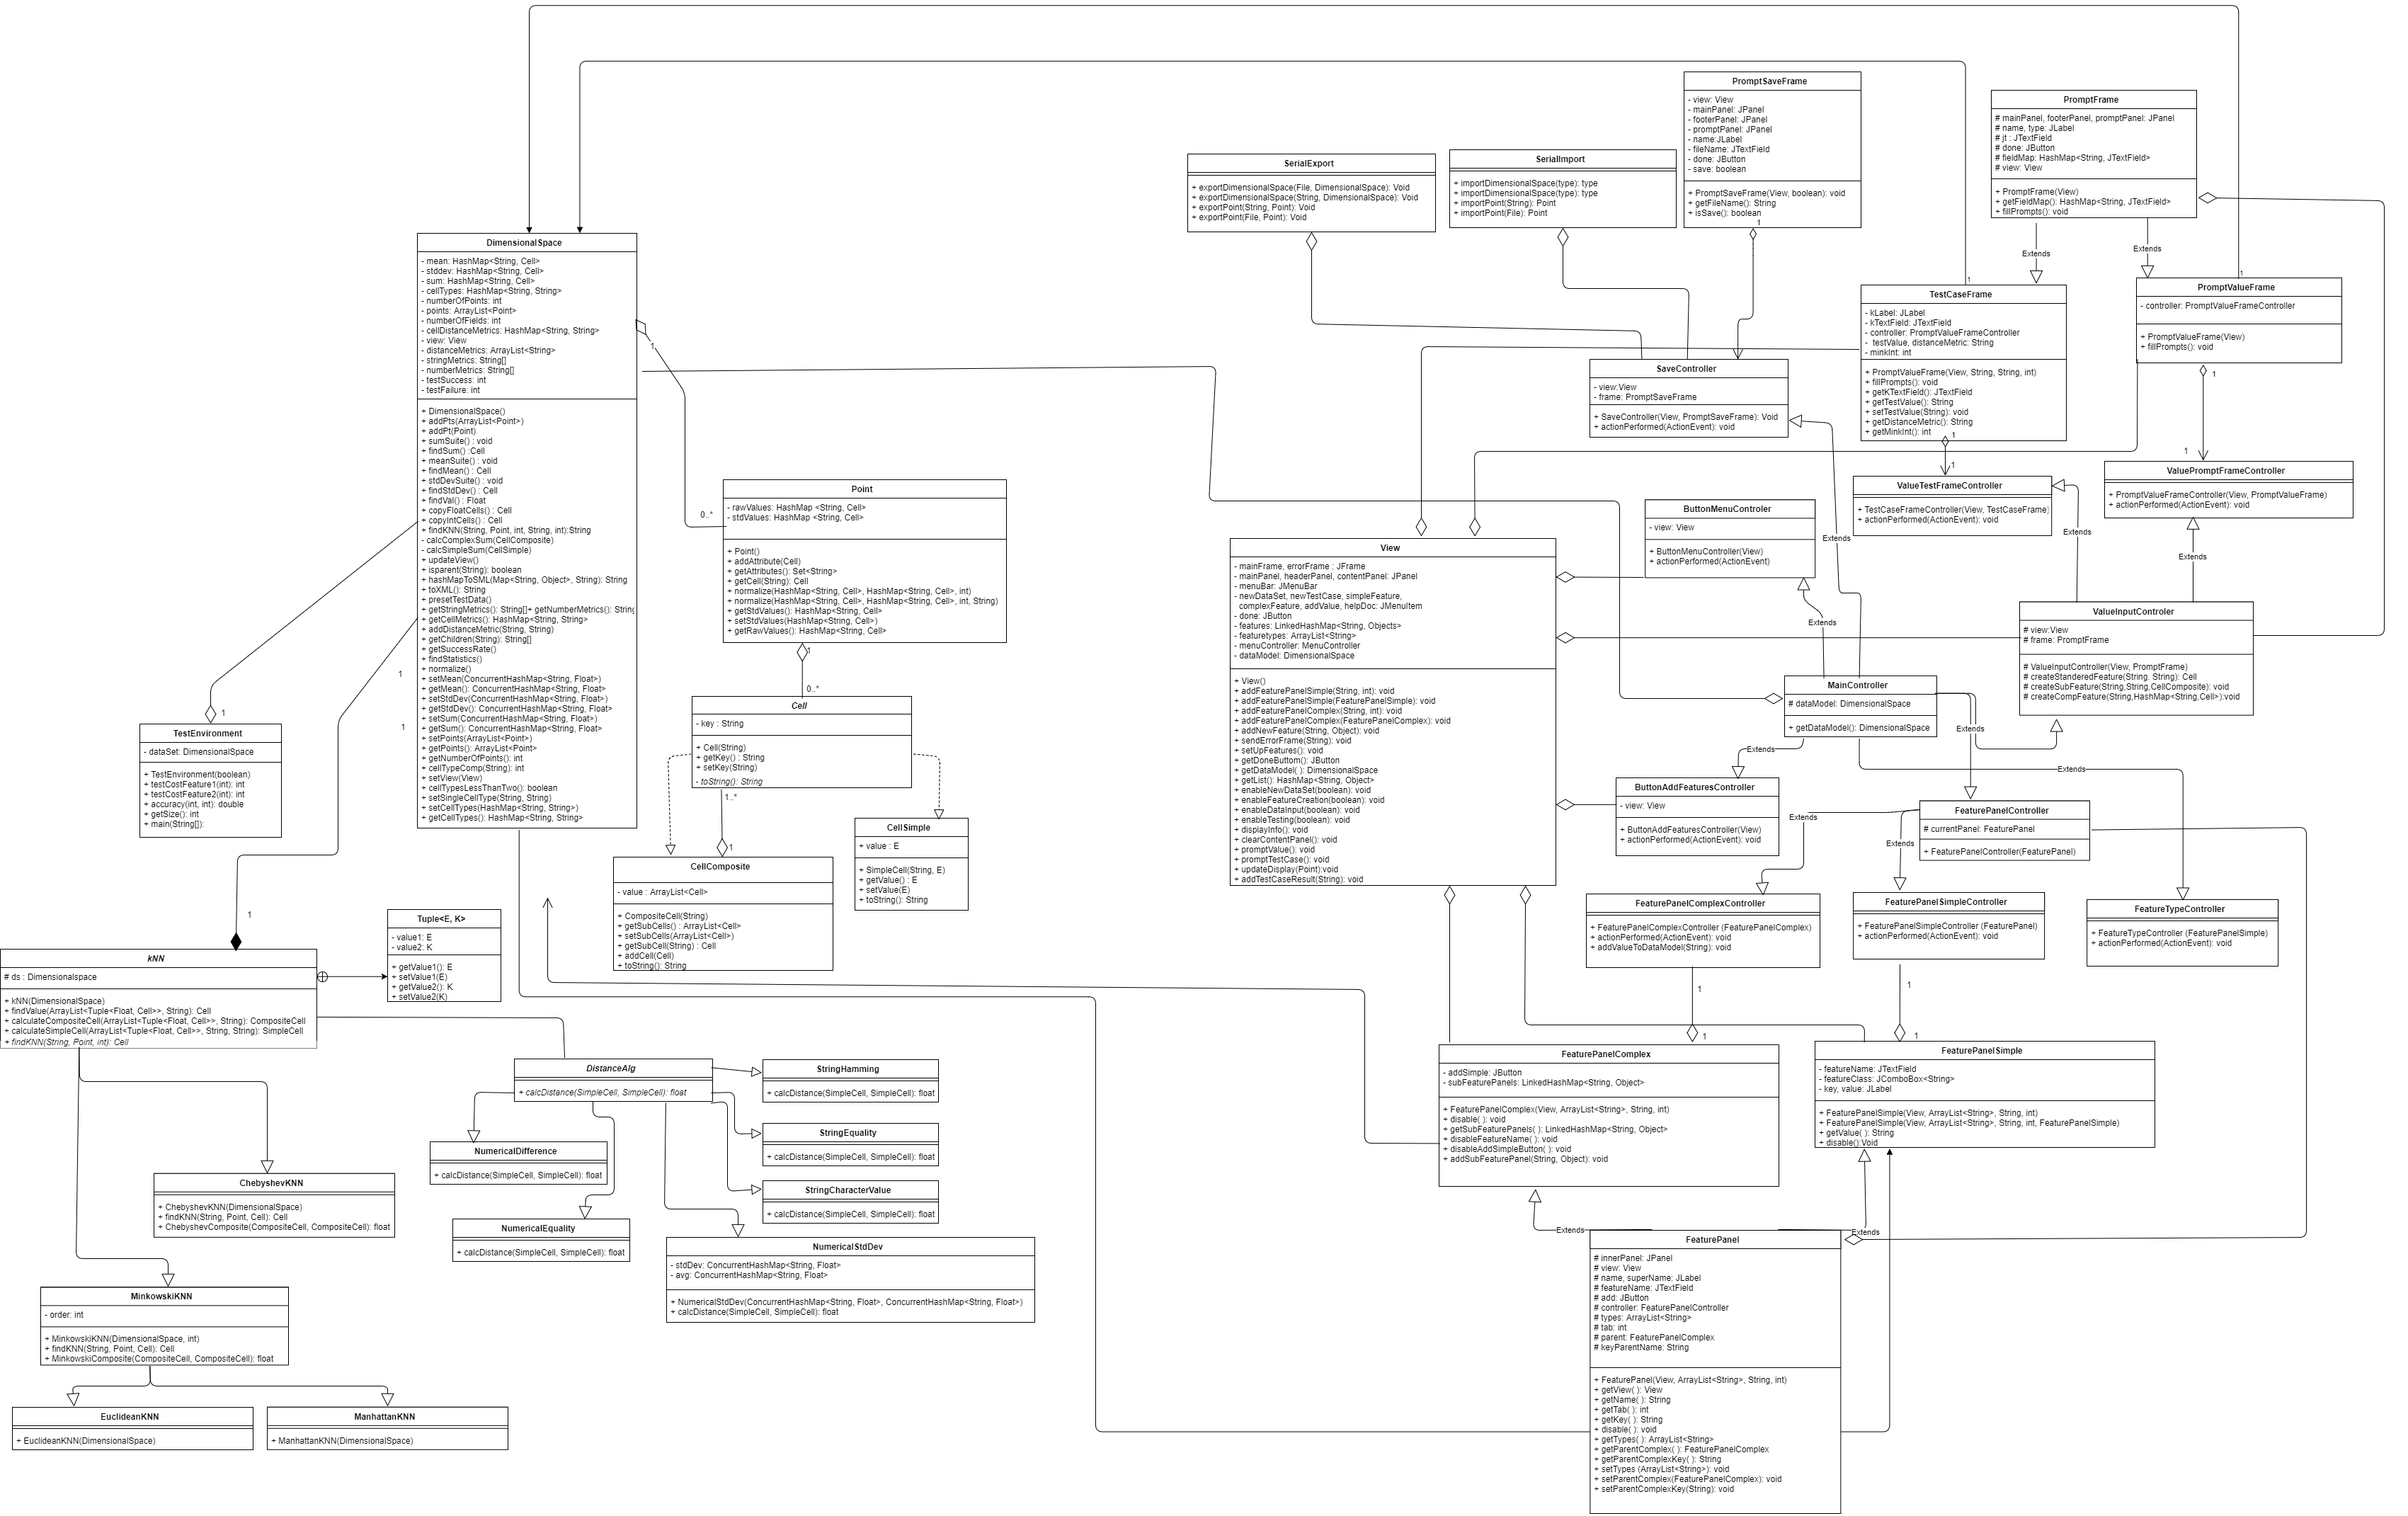 PromptSaveFrame
- view: View
- mainPanel: JPanel
- footerPanel: JPanel
- promptPanel: JPanel
- name:JLabel
- fileName: JTextField
- done: JButton
- save: boolean
+ PromptSaveFrame(View, boolean): void
+ getFileName(): String
+ isSave(): boolean
1
PromptFrame
# mainPanel, footerPanel, promptPanel: JPanel
# name, type: JLabel
# jt : JTextField
# done: JButton
# fieldMap: HashMap<String, JTextField>
# view: View
+ PromptFrame(View)
+ getFieldMap(): HashMap<String, JTextField>
+ fillPrompts(): void
Extends
Extends
SerialExport
+ exportDimensionalSpace(File, DimensionalSpace): Void
+ exportDimensionalSpace(String, DimensionalSpace): Void
+ exportPoint(String, Point): Void
+ exportPoint(File, Point): Void
SerialImport
+ importDimensionalSpace(type): type
+ importDimensionalSpace(type): type
+ importPoint(String): Point
+ importPoint(File): Point
DimensionalSpace
- mean: HashMap<String, Cell>
- stddev: HashMap<String, Cell>
- sum: HashMap<String, Cell>
- cellTypes: HashMap<String, String>
- numberOfPoints: int
- points: ArrayList<Point>
- numberOfFields: int
- cellDistanceMetrics: HashMap<String, String>
- view: View
- distanceMetrics: ArrayList<String>
- stringMetrics: String[]
- numberMetrics: String[]
- testSuccess: int
- testFailure: int
+ DimensionalSpace()
+ addPts(ArrayList<Point>)
+ addPt(Point)
+ sumSuite() : void
+ findSum() :Cell
+ meanSuite() : void
+ findMean() : Cell
+ stdDevSuite() : void
+ findStdDev() : Cell
+ findVal() : Float
+ copyFloatCells() : Cell
+ copyIntCells() : Cell
+ findKNN(String, Point, int, String, int):String
- calcComplexSum(CellComposite)
- calcSimpleSum(CellSimple)
+ updateView()
+ isparent(String): boolean
+ hashMapToSML(Map<String, Object>, String): String
+ toXML(): String
+ presetTestData()
+ getStringMetrics(): String[]+ getNumberMetrics(): String
+ getCellMetrics(): HashMap<String, String>
+ addDistanceMetric(String, String)
+ getChildren(String): String[]
+ getSuccessRate()
+ findStatistics()
+ normalize()
+ setMean(ConcurrentHashMap<String, Float>)
+ getMean(): ConcurrentHashMap<String, Float>
+ setStdDev(ConcurrentHashMap<String, Float>)
+ getStdDev(): ConcurrentHashMap<String, Float>
+ setSum(ConcurrentHashMap<String, Float>)
+ getSum(): ConcurrentHashMap<String, Float>
+ setPoints(ArrayList<Point>)
+ getPoints(): ArrayList<Point>
+ getNumberOfPoints(): int
+ cellTypeComp(String): int
+ setView(View)
+ cellTypesLessThanTwo(): boolean
+ setSingleCellType(String, String)
+ setCellTypes(HashMap<String, String>)
+ getCellTypes(): HashMap<String, String>
1
0..*
1
1
1
1
TestCaseFrame
- kLabel: JLabel
- kTextField: JTextField
- controller: PromptValueFrameController
- testValue, distanceMetric: String
- minkInt: int
+ PromptValueFrame(View, String, String, int)
+ fillPrompts(): void
+ getKTextField(): JTextField
+ getTestValue(): String
+ setTestValue(String): void
+ getDistanceMetric(): String
+ getMinkInt(): int
1
1
1
PromptValueFrame
- controller: PromptValueFrameController
+ PromptValueFrame(View)
+ fillPrompts(): void
1
1
1
SaveController
- view:View
- frame: PromptSaveFrame
+ SaveController(View, PromptSaveFrame): Void
+ actionPerformed(ActionEvent): void
ValueTestFrameController
+ TestCaseFrameController(View, TestCaseFrame)
+ actionPerformed(ActionEvent): void
ValuePromptFrameController
+ PromptValueFrameController(View, PromptValueFrame)
+ actionPerformed(ActionEvent): void
Point
- rawValues: HashMap <String, Cell>
- stdValues: HashMap <String, Cell>
+ Point()
+ addAttribute(Cell)
+ getAttributes(): Set<String>
+ getCell(String): Cell
+ normalize(HashMap<String, Cell>, HashMap<String, Cell>, int)
+ normalize(HashMap<String, Cell>, HashMap<String, Cell>, int, String)
+ getStdValues(): HashMap<String, Cell>
+ setStdValues(HashMap<String, Cell>)
+ getRawValues(): HashMap<String, Cell>
1
0..*
ButtonMenuControler
- view: View
+ ButtonMenuController(View)
+ actionPerformed(ActionEvent)
Extends
Extends
Extends
Extends
View
- mainFrame, errorFrame : JFrame
- mainPanel, headerPanel, contentPanel: JPanel
- menuBar: JMenuBar
- newDataSet, newTestCase, simpleFeature,
complexFeature, addValue, helpDoc: JMenuItem
- done: JButton
- features: LinkedHashMap<String, Objects>
- featuretypes: ArrayList<String>
- menuController: MenuController
- dataModel: DimensionalSpace
+ View()
+ addFeaturePanelSimple(String, int): void
+ addFeaturePanelSimple(FeaturePanelSimple): void
+ addFeaturePanelComplex(String, int): void
+ addFeaturePanelComplex(FeaturePanelComplex): void
+ addNewFeature(String, Object): void
+ sendErrorFrame(String): void
+ setUpFeatures(): void
+ getDoneButtom(): JButton
+ getDataModel( ): DimensionalSpace
+ getList(): HashMap<String, Object>
+ enableNewDataSet(boolean): void
+ enableFeatureCreation(boolean): void
+ enableDataInput(boolean): void
+ enableTesting(boolean): void
+ displayInfo(): void
+ clearContentPanel(): void
+ promptValue(): void
+ promptTestCase(): void
+ updateDisplay(Point):void
+ addTestCaseResult(String): void
ValueInputControler
# view:View
# frame: PromptFrame
# ValueInputController(View, PromptFrame)
# createStanderedFeature(String. String): Cell
# createSubFeature(String,String,CellComposite): void
# createCompFeature(String,HashMap<String,Cell>):void
MainController
# dataModel: DimensionalSpace
+ getDataModel(): DimensionalSpace
Extends
Extends
Extends
TestEnvironment
- dataSet: DimensionalSpace
+ TestEnvironment(boolean)
+ testCostFeature1(int): int
+ testCostFeature2(int): int
+ accuracy(int, int): double
+ getSize(): int
+ main(String[]):
Cell
- key : String
+ Cell(String)
+ getKey() : String
+ setKey(String)
- toString(): String
1..*
1
CellSimple
+ value : E
+ SimpleCell(String, E)
+ getValue() : E
+ setValue(E)
+ toString(): String
CellComposite
- value : ArrayList<Cell>
+ CompositeCell(String)
+ getSubCells() : ArrayList<Cell>
+ setSubCells(ArrayList<Cell>)
+ getSubCell(String) : Cell
+ addCell(Cell)
+ toString(): String
ButtonAddFeaturesController
- view: View
+ ButtonAddFeaturesController(View)
+ actionPerformed(ActionEvent): void
FeaturePanelController
# currentPanel: FeaturePanel
+ FeaturePanelController(FeaturePanel)
Extends
Extends
FeaturePanelComplexController
+ FeaturePanelComplexController (FeaturePanelComplex)
+ actionPerformed(ActionEvent): void
+ addValueToDataModel(String): void
FeaturePanelSimpleController
+ FeaturePanelSimpleController (FeaturePanel)
+ actionPerformed(ActionEvent): void
FeatureTypeController
+ FeatureTypeController (FeaturePanelSimple)
+ actionPerformed(ActionEvent): void
1
1
1
1
Tuple<E, K>
- value1: E
- value2: K
+ getValue1(): E
+ setValue1(E)
+ getValue2(): K
+ setValue2(K)
kNN
# ds : Dimensionalspace
+ kNN(DimensionalSpace)
+ findValue(ArrayList<Tuple<Float, Cell>>, String): Cell
+ calculateCompositeCell(ArrayList<Tuple<Float, Cell>>, String): CompositeCell
+ calculateSimpleCell(ArrayList<Tuple<Float, Cell>>, String, String): SimpleCell
+ findKNN(String, Point, int): Cell
DistanceAlg
+ calcDistance(SimpleCell, SimpleCell): float
StringHamming
+ calcDistance(SimpleCell, SimpleCell): float
StringEquality
+ calcDistance(SimpleCell, SimpleCell): float
StringCharacterValue
+ calcDistance(SimpleCell, SimpleCell): float
NumericalDifference
+ calcDistance(SimpleCell, SimpleCell): float
NumericalEquality
+ calcDistance(SimpleCell, SimpleCell): float
NumericalStdDev
- stdDev: ConcurrentHashMap<String, Float>
- avg: ConcurrentHashMap<String, Float>
+ NumericalStdDev(ConcurrentHashMap<String, Float>, ConcurrentHashMap<String, Float>)
+ calcDistance(SimpleCell, SimpleCell): float
FeaturePanelComplex
- addSimple: JButton
- subFeaturePanels: LinkedHashMap<String, Object>
+ FeaturePanelComplex(View, ArrayList<String>, String, int)
+ disable( ): void
+ getSubFeaturePanels( ): LinkedHashMap<String, Object>
+ disableFeatureName( ): void
+ disableAddSimpleButton( ): void
+ addSubFeaturePanel(String, Object): void
FeaturePanelSimple
- featureName: JTextField
- featureClass: JComboBox<String>
- key, value: JLabel
+ FeaturePanelSimple(View, ArrayList<String>, String, int)
+ FeaturePanelSimple(View, ArrayList<String>, String, int, FeaturePanelSimple)
+ getValue( ): String
+ disable():Void
ChebyshevKNN
+ ChebyshevKNN(DimensionalSpace)
+ findKNN(String, Point, Cell): Cell
+ ChebyshevComposite(CompositeCell, CompositeCell): float
MinkowskiKNN
- order: int
+ MinkowskiKNN(DimensionalSpace, int)
+ findKNN(String, Point, Cell): Cell
+ MinkowskiComposite(CompositeCell, CompositeCell): float
EuclideanKNN
+ EuclideanKNN(DimensionalSpace)
ManhattanKNN
+ ManhattanKNN(DimensionalSpace)
Extends
Extends
FeaturePanel
# innerPanel: JPanel
# view: View
# name, superName: JLabel
# featureName: JTextField
# add: JButton
# controller: FeaturePanelController
# types: ArrayList<String>
# tab: int
# parent: FeaturePanelComplex
# keyParentName: String
+ FeaturePanel(View, ArrayList<String>, String, int)
+ getView( ): View
+ getName( ): String
+ getTab( ): int
+ getKey( ): String
+ disable( ): void
+ getTypes( ): ArrayList<String>
+ getParentComplex( ): FeaturePanelComplex
+ getParentComplexKey( ): String
+ setTypes (ArrayList<String>): void
+ setParentComplex(FeaturePanelComplex): void
+ setParentComplexKey(String): void